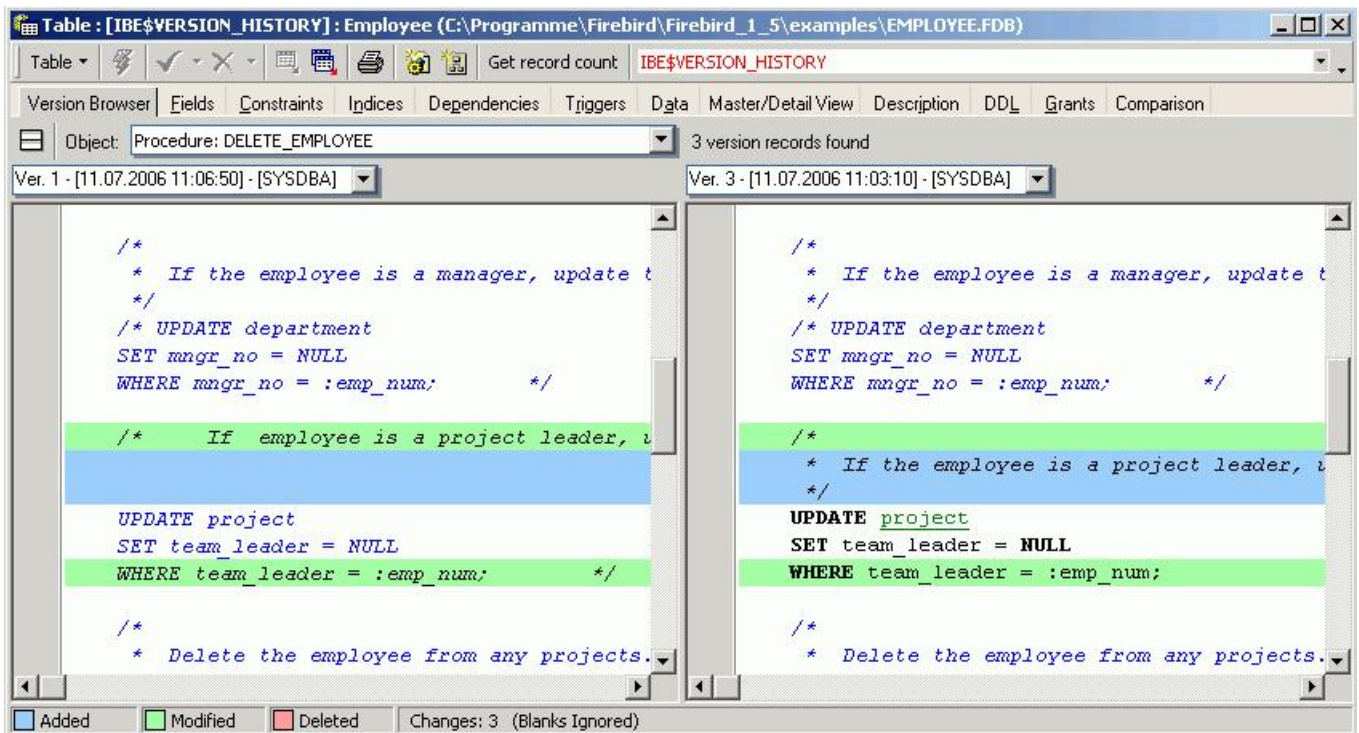 Table : [IBE$VERSION_HISTORY] : Employee (C:\Programme\Firebird\Firebird_1_5\examples\EMPLOYEE.FDB)
Table Get record count IBE$VERSION_HISTORY
Version Browser Fields Constraints Indices Dependencies Triggers Data Master/Detail View Description DDL Grants Comparison
Object: Procedure: DELETE_EMPLOYEE 3 version records found
Ver. 1 - [11.07.2006 11:06:50] - [SYSDBA]
/*
* If the employee is a manager, update t
*/
/* UPDATE department
SET mngr_no = NULL
WHERE mngr_no = :emp_num; */
/* If employee is a project leader, u
UPDATE project
SET team_leader = NULL
WHERE team_leader = :emp_num; */
/*
* Delete the employee from any projects.
Ver. 3 - [11.07.2006 11:03:10] - [SYSDBA]
/*
* If the employee is a manager, update t
*/
/* UPDATE department
SET mngr_no = NULL
WHERE mngr_no = :emp_num; */
/*
* If the employee is a project leader, u
*/
UPDATE project
SET team_leader = NULL
WHERE team_leader = :emp_num;
/*
* Delete the employee from any projects.
Added Modified Deleted Changes: 3 (Blanks Ignored)